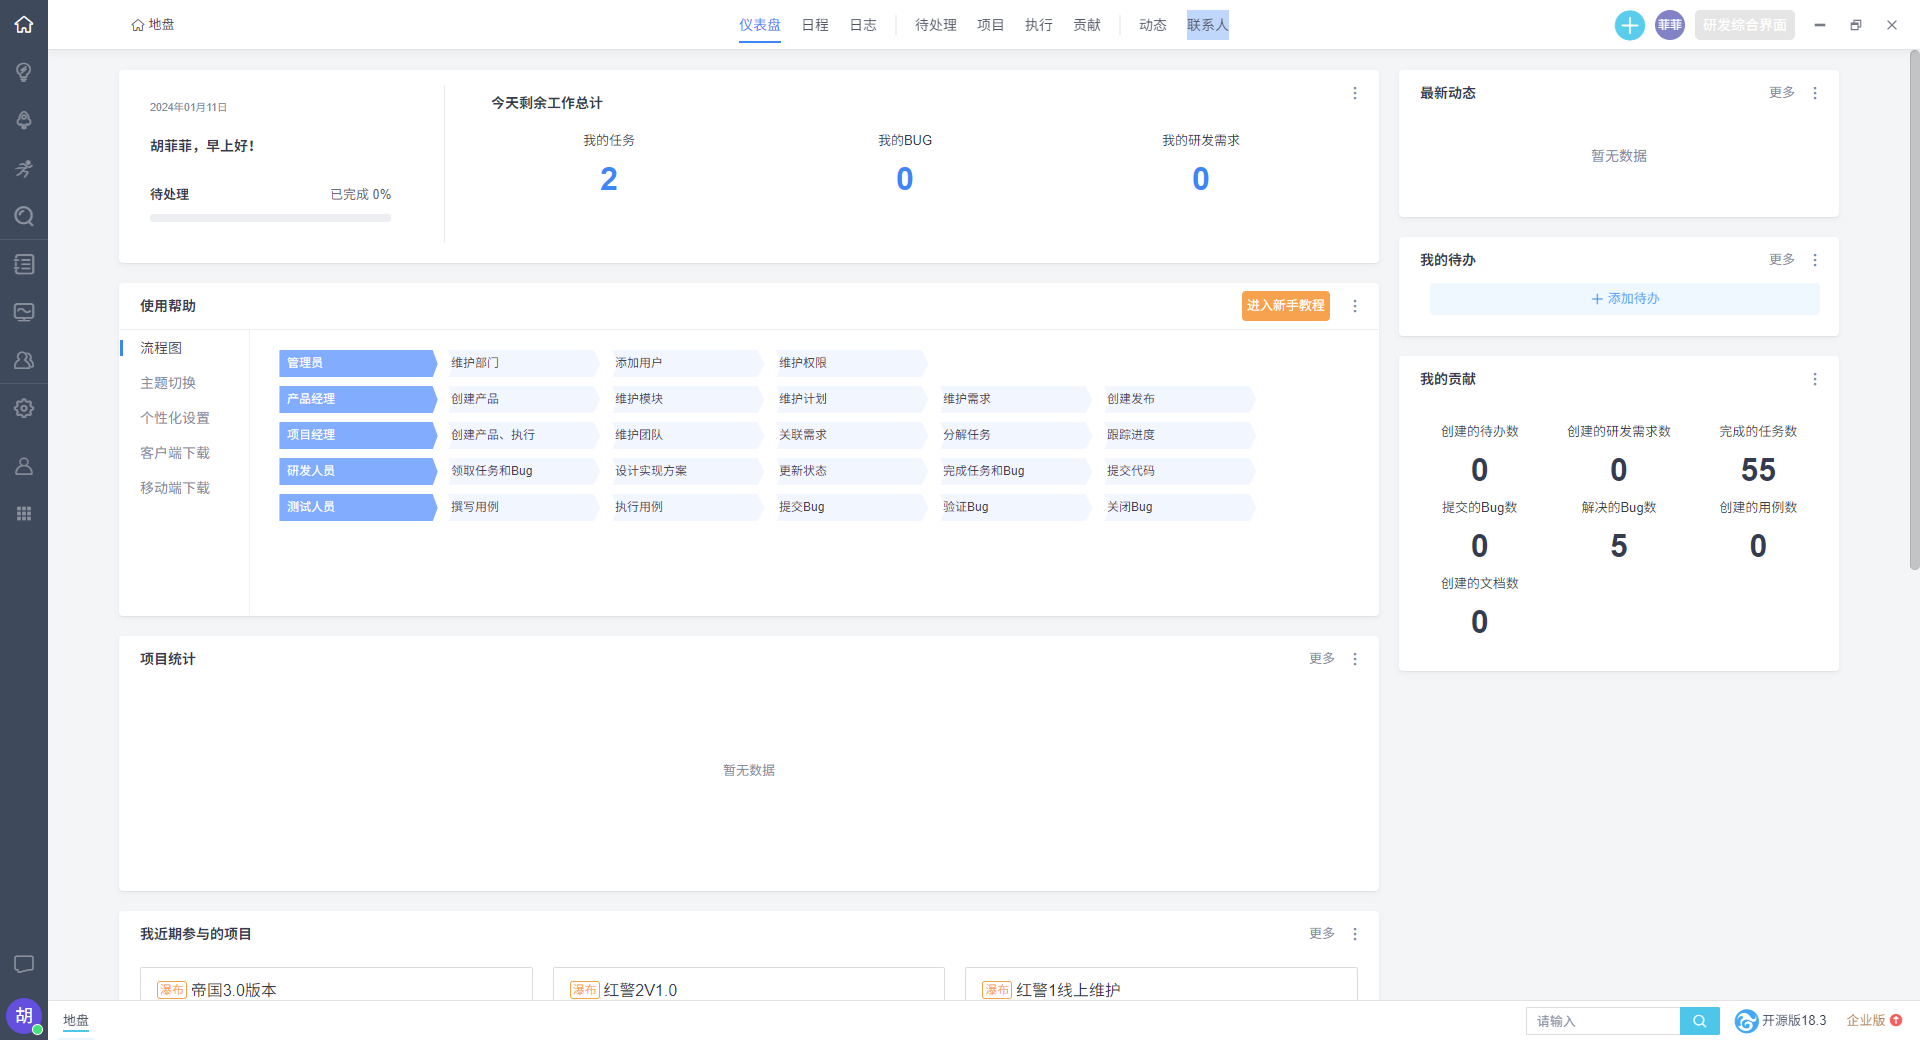 地盘
仪表盘 日程 日志 待处理 项目 执行 贡献 动态 联系人
菲菲
研发综合界面
2024年01月11日
胡菲菲，早上好！
待处理 已完成 0%
今天剩余工作总计
我的任务 我的BUG 我的研发需求
2 0 0
使用帮助
进入新手教程
流程图
主题切换
个性化设置
客户端下载
移动端下载
管理员 维护部门 添加用户 维护权限
产品经理 创建产品 维护模块 维护计划 维护需求 创建发布
项目经理 创建产品、执行 维护团队 关联需求 分解任务 跟踪进度
研发人员 领取任务和Bug 设计实现方案 更新状态 完成任务和Bug 提交代码
测试人员 撰写用例 执行用例 提交Bug 验证Bug 关闭Bug
项目统计 更多
暂无数据
我近期参与的项目 更多
瀑布 帝国3.0版本
瀑布 红警2V1.0
瀑布 红警1线上维护
最新动态 更多
暂无数据
我的待办 更多
添加待办
我的贡献
创建的待办数 创建的研发需求数 完成的任务数
0 0 55
提交的Bug数 解决的Bug数 创建的用例数
0 5 0
创建的文档数
0
胡
地盘
请输入
开源版18.3
企业版